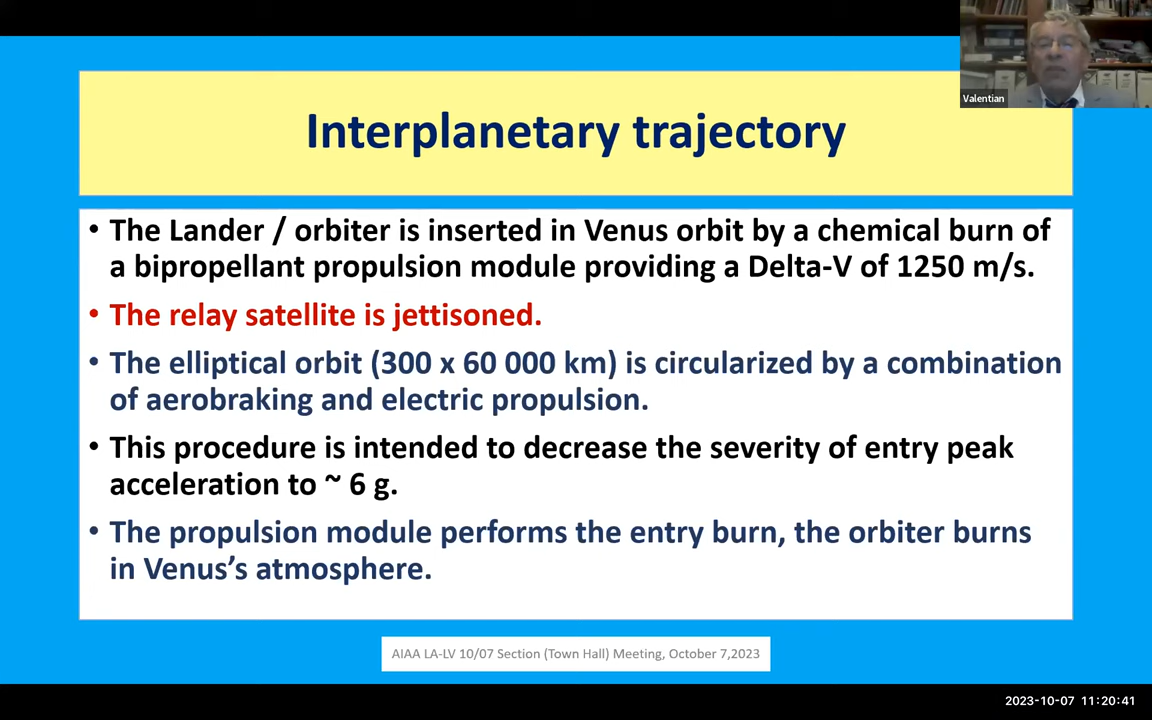 Valentian
Interplanetary trajectory
• The Lander / orbiter is inserted in Venus orbit by a chemical burn of
a bipropellant propulsion module providing a Delta-V of 1250 m/s.
• The relay satellite is jettisoned.
• The elliptical orbit (300 x 60 000 km) is circularized by a combination
of aerobraking and electric propulsion.
• This procedure is intended to decrease the severity of entry peak
acceleration to ~ 6 g.
• The propulsion module performs the entry burn, the orbiter burns
in Venus’s atmosphere.
AIAA LA-LV 10/07 Section (Town Hall) Meeting, October 7,2023
2023-10-07 11:20:41